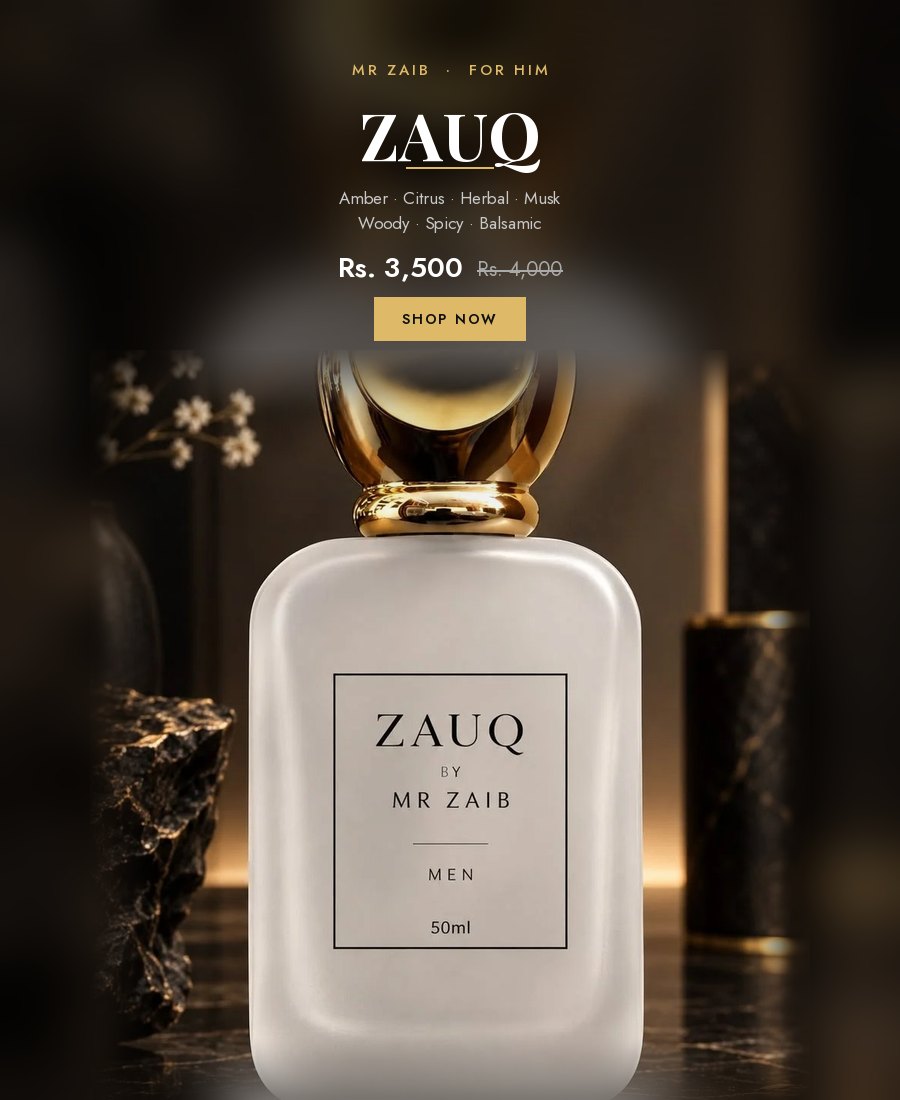 MR ZAIB · FOR HIM
ZAUQ
Amber · Citrus · Herbal · Musk
Woody · Spicy · Balsamic
Rs. 3,500 Rs. 4,000
SHOP NOW
ZAUQ
BY
MR ZAIB
MEN
50ml